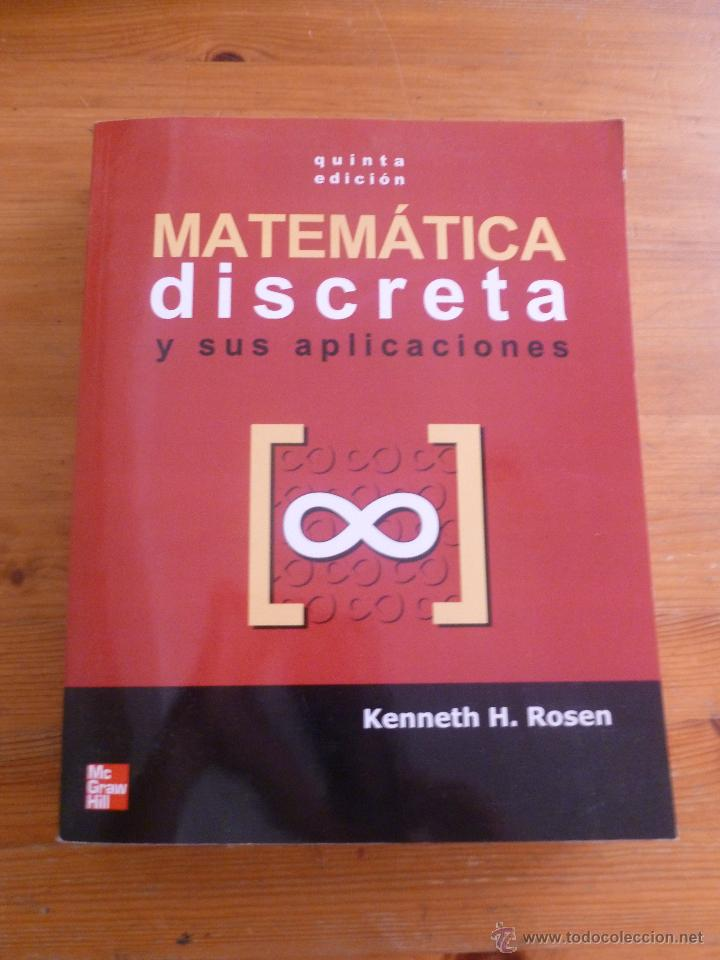 quinta
edición
MATEMÁTICA
discreta
y sus aplicaciones
Kenneth H. Rosen
Mc
Graw
Hill
© www.todocoleccion.net